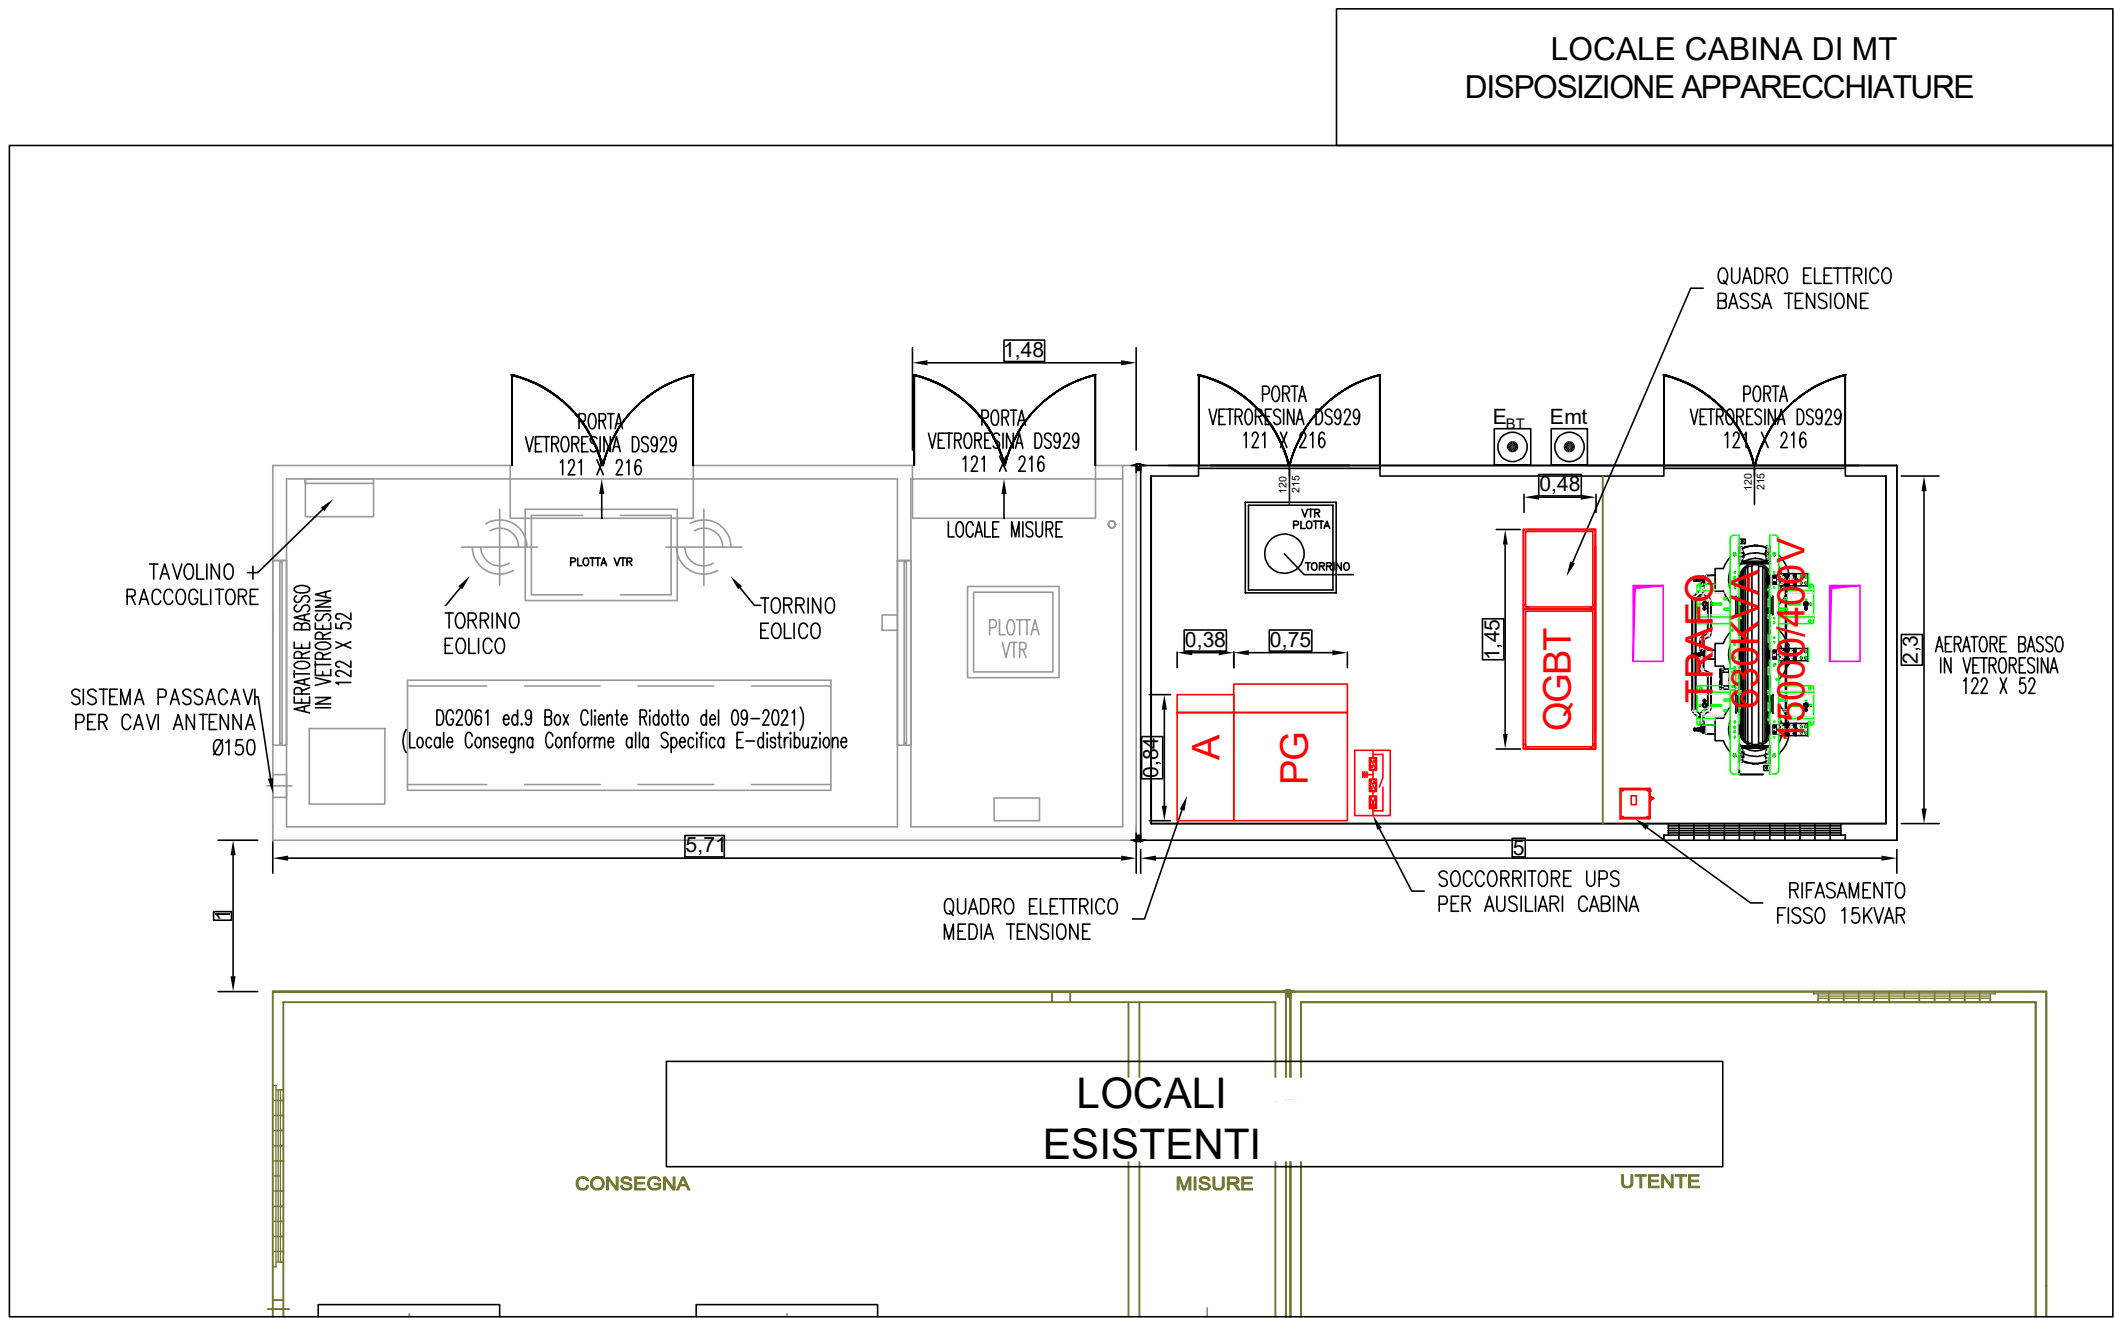 LOCALE CABINA DI MT
DISPOSIZIONE APPARECCHIATURE
QUADRO ELETTRICO
BASSA TENSIONE
1,48
PORTA
VETRORESINA DS929
121 X 216
PORTA
VETRORESINA DS929
121 X 216
PORTA
VETRORESINA DS929
121 X 216
EBT
Emt
PORTA
VETRORESINA DS929
121 X 216
120
215
120
215
0,48
LOCALE MISURE
VTR
PLOTTA
TORRINO
PLOTTA VTR
TAVOLINO +
RACCOGLITORE
AERATORE BASSO
IN VETRORESINA
122 X 52
TORRINO
EOLICO
TORRINO
EOLICO
PLOTTA
VTR
0,38
0,75
1,45
QGBT
TRAFO
630KVA
15000/400 V
2,3
AERATORE BASSO
IN VETRORESINA
122 X 52
SISTEMA PASSACAVI
PER CAVI ANTENNA
Ø150
DG2061 ed.9 Box Cliente Ridotto del 09-2021)
(Locale Consegna Conforme alla Specifica E-distribuzione
0,84
A
PG
5,71
5
1
QUADRO ELETTRICO
MEDIA TENSIONE
SOCCORRITORE UPS
PER AUSILIARI CABINA
RIFASAMENTO
FISSO 15KVAR
LOCALI
ESISTENTI
CONSEGNA
MISURE
UTENTE